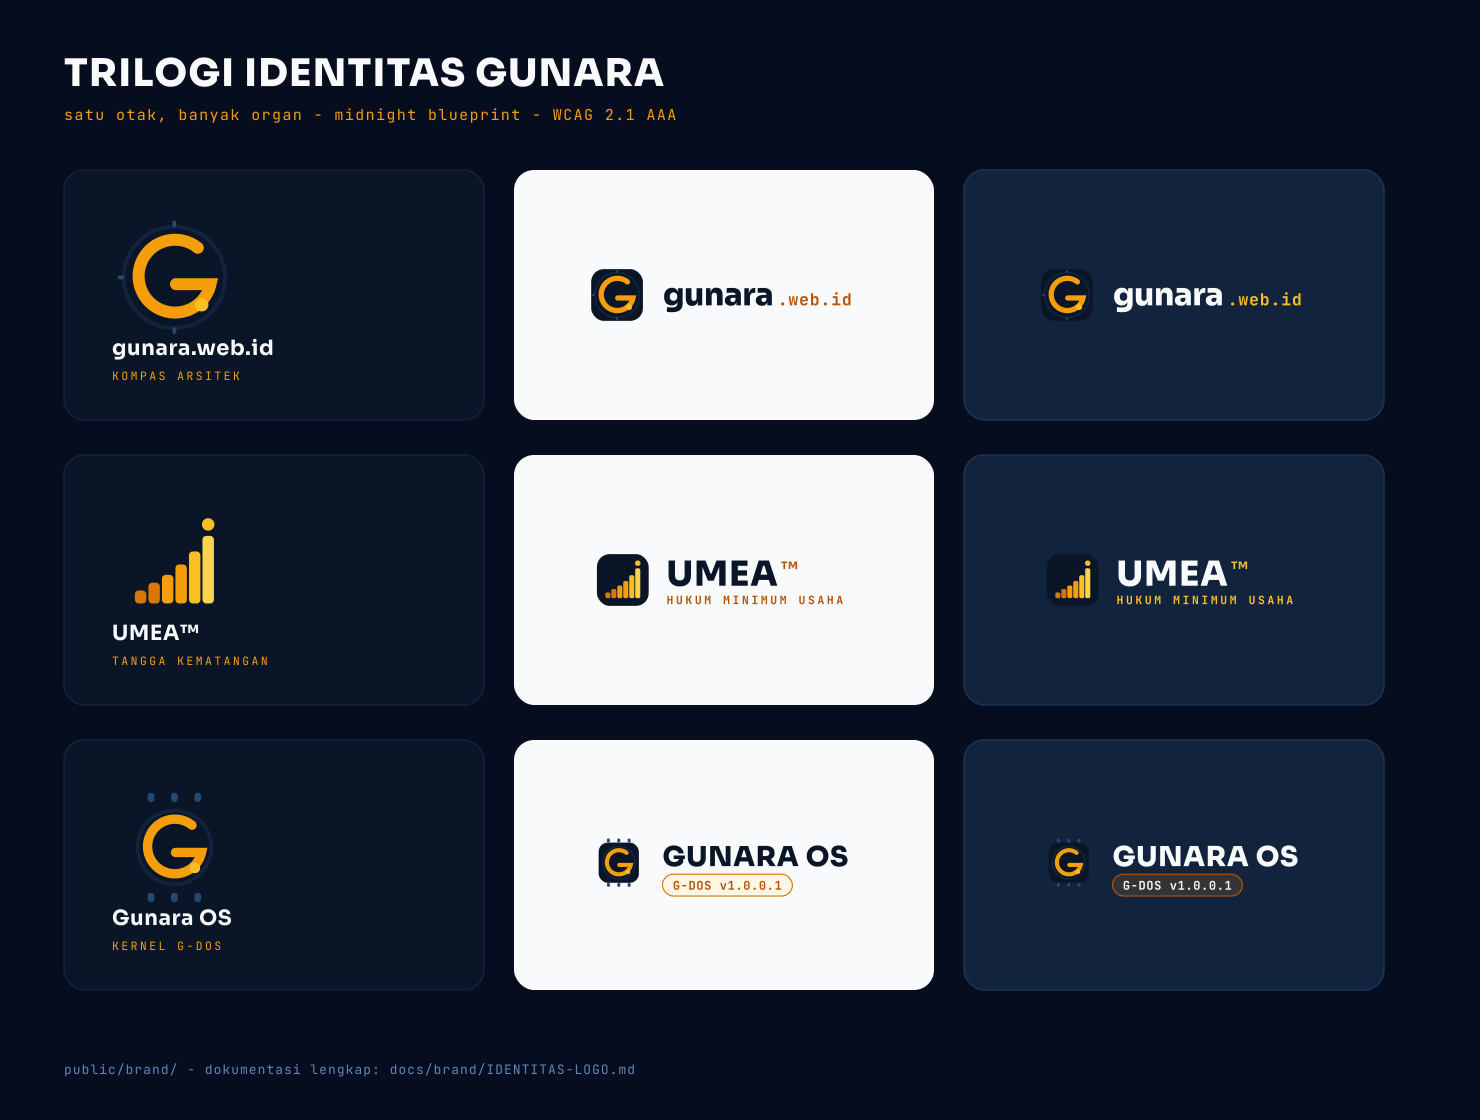 TRILOGI IDENTITAS GUNARA
satu otak, banyak organ - midnight blueprint - WCAG 2.1 AAA
gunara.web.id
KOMPAS ARSITEK
gunara .web.id
gunara .web.id
UMEA™
TANGGA KEMATANGAN
UMEA™
HUKUM MINIMUM USAHA
UMEA™
HUKUM MINIMUM USAHA
Gunara OS
KERNEL G-DOS
GUNARA OS
G-DOS v1.0.0.1
GUNARA OS
G-DOS v1.0.0.1
public/brand/ - dokumentasi lengkap: docs/brand/IDENTITAS-LOGO.md